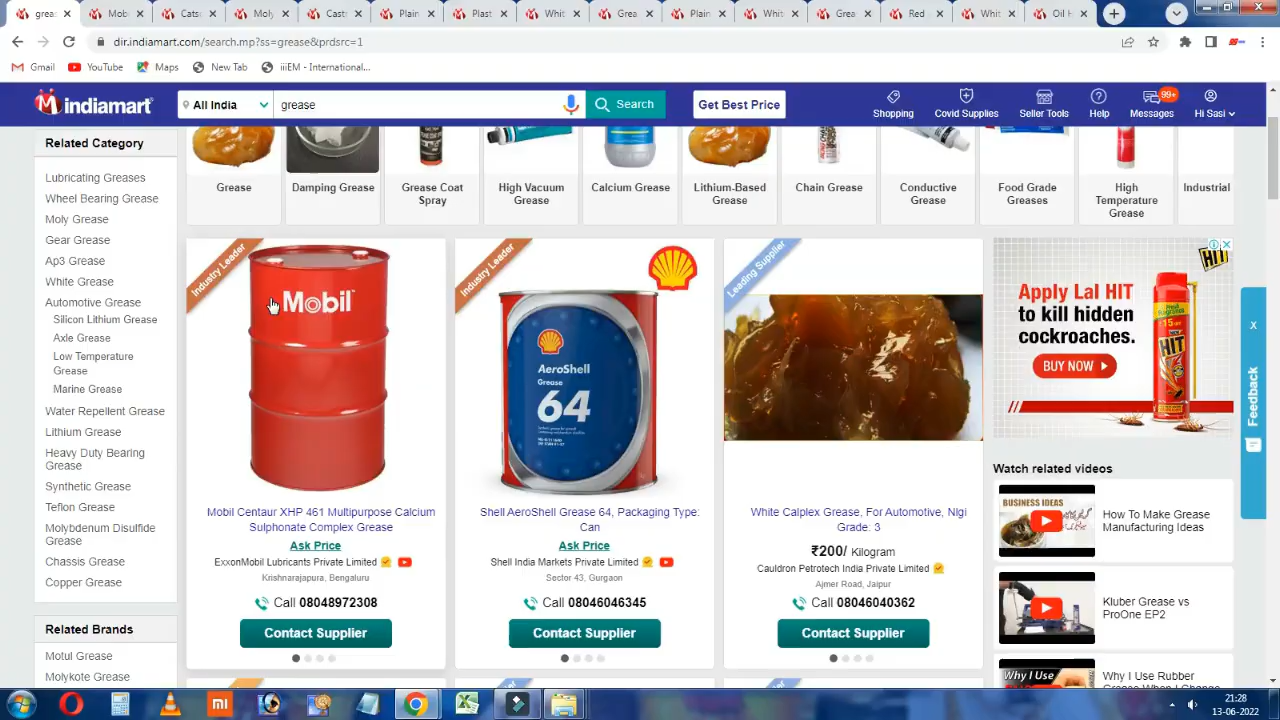 greas
Mobi
Castr
Moly
Castr
Plain
Plast
Whit
Grea
Plain
Whit
Grea
Red
Whit
Oil H
dir.indiamart.com/search.mp?ss=grease&prdsrc=1
Gmail YouTube Maps New Tab iiiEM - International...
indiamart All India grease Search Get Best Price Shopping Covid Supplies Seller Tools Help Messages 99+ Hi Sasi
Related Category
Lubricating Greases
Wheel Bearing Grease
Moly Grease
Gear Grease
Ap3 Grease
White Grease
Automotive Grease
Silicon Lithium Grease
Axle Grease
Low Temperature
Grease
Marine Grease
Water Repellent Grease
Lithium Grease
Heavy Duty Bearing
Grease
Synthetic Grease
Teflon Grease
Molybdenum Disulfide
Grease
Chassis Grease
Copper Grease
Related Brands
Motul Grease
Molykote Grease
Grease
Damping Grease
Grease Coat
Spray
High Vacuum
Grease
Calcium Grease
Lithium-Based
Grease
Chain Grease
Conductive
Grease
Food Grade
Greases
High
Temperature
Grease
Industrial
Industry Leader
Mobil
Mobil Centaur XHP 461 Multipurpose Calcium
Sulphonate Complex Grease
Ask Price
ExxonMobil Lubricants Private Limited
Krishnarajapura, Bengaluru
Call 08048972308
Contact Supplier
Industry Leader
AeroShell
Grease
64
Shell AeroShell Grease 64, Packaging Type:
Can
Ask Price
Shell India Markets Private Limited
Sector 43, Gurgaon
Call 08046046345
Contact Supplier
Leading Supplier
White Calplex Grease, For Automotive, Nlgi
Grade: 3
₹200/ Kilogram
Cauldron Petrotech India Private Limited
Ajmer Road, Jaipur
Call 08046040362
Contact Supplier
HIT
Apply Lal HIT
to kill hidden
cockroaches.
BUY NOW
HIT
X
Feedback
Watch related videos
BUSINESS IDEAS
How To Make Grease
Manufacturing Ideas
Kluber Grease vs
ProOne EP2
Why I Use
Why I Use Rubber
Grease When I Change
21:28
13-06-2022